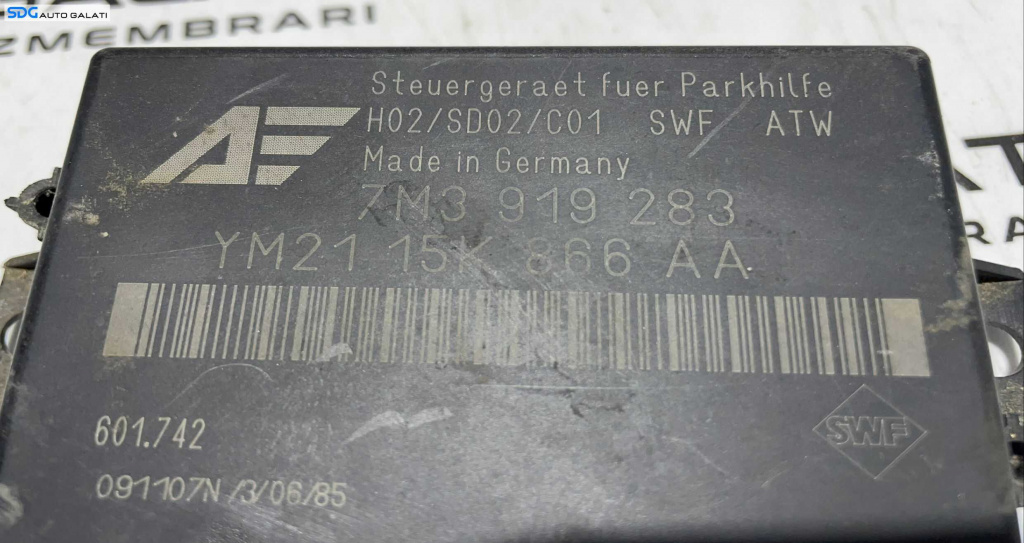 SDG AUTO GALATI
ZMEMBRARI
Steuergeraet fuer Parkhilfe
H02/SD02/C01 SWF ATW
Made in Germany
7M3 919 283
YM21 15K 866 AA
601.742
SWF
091107N /3/06/85